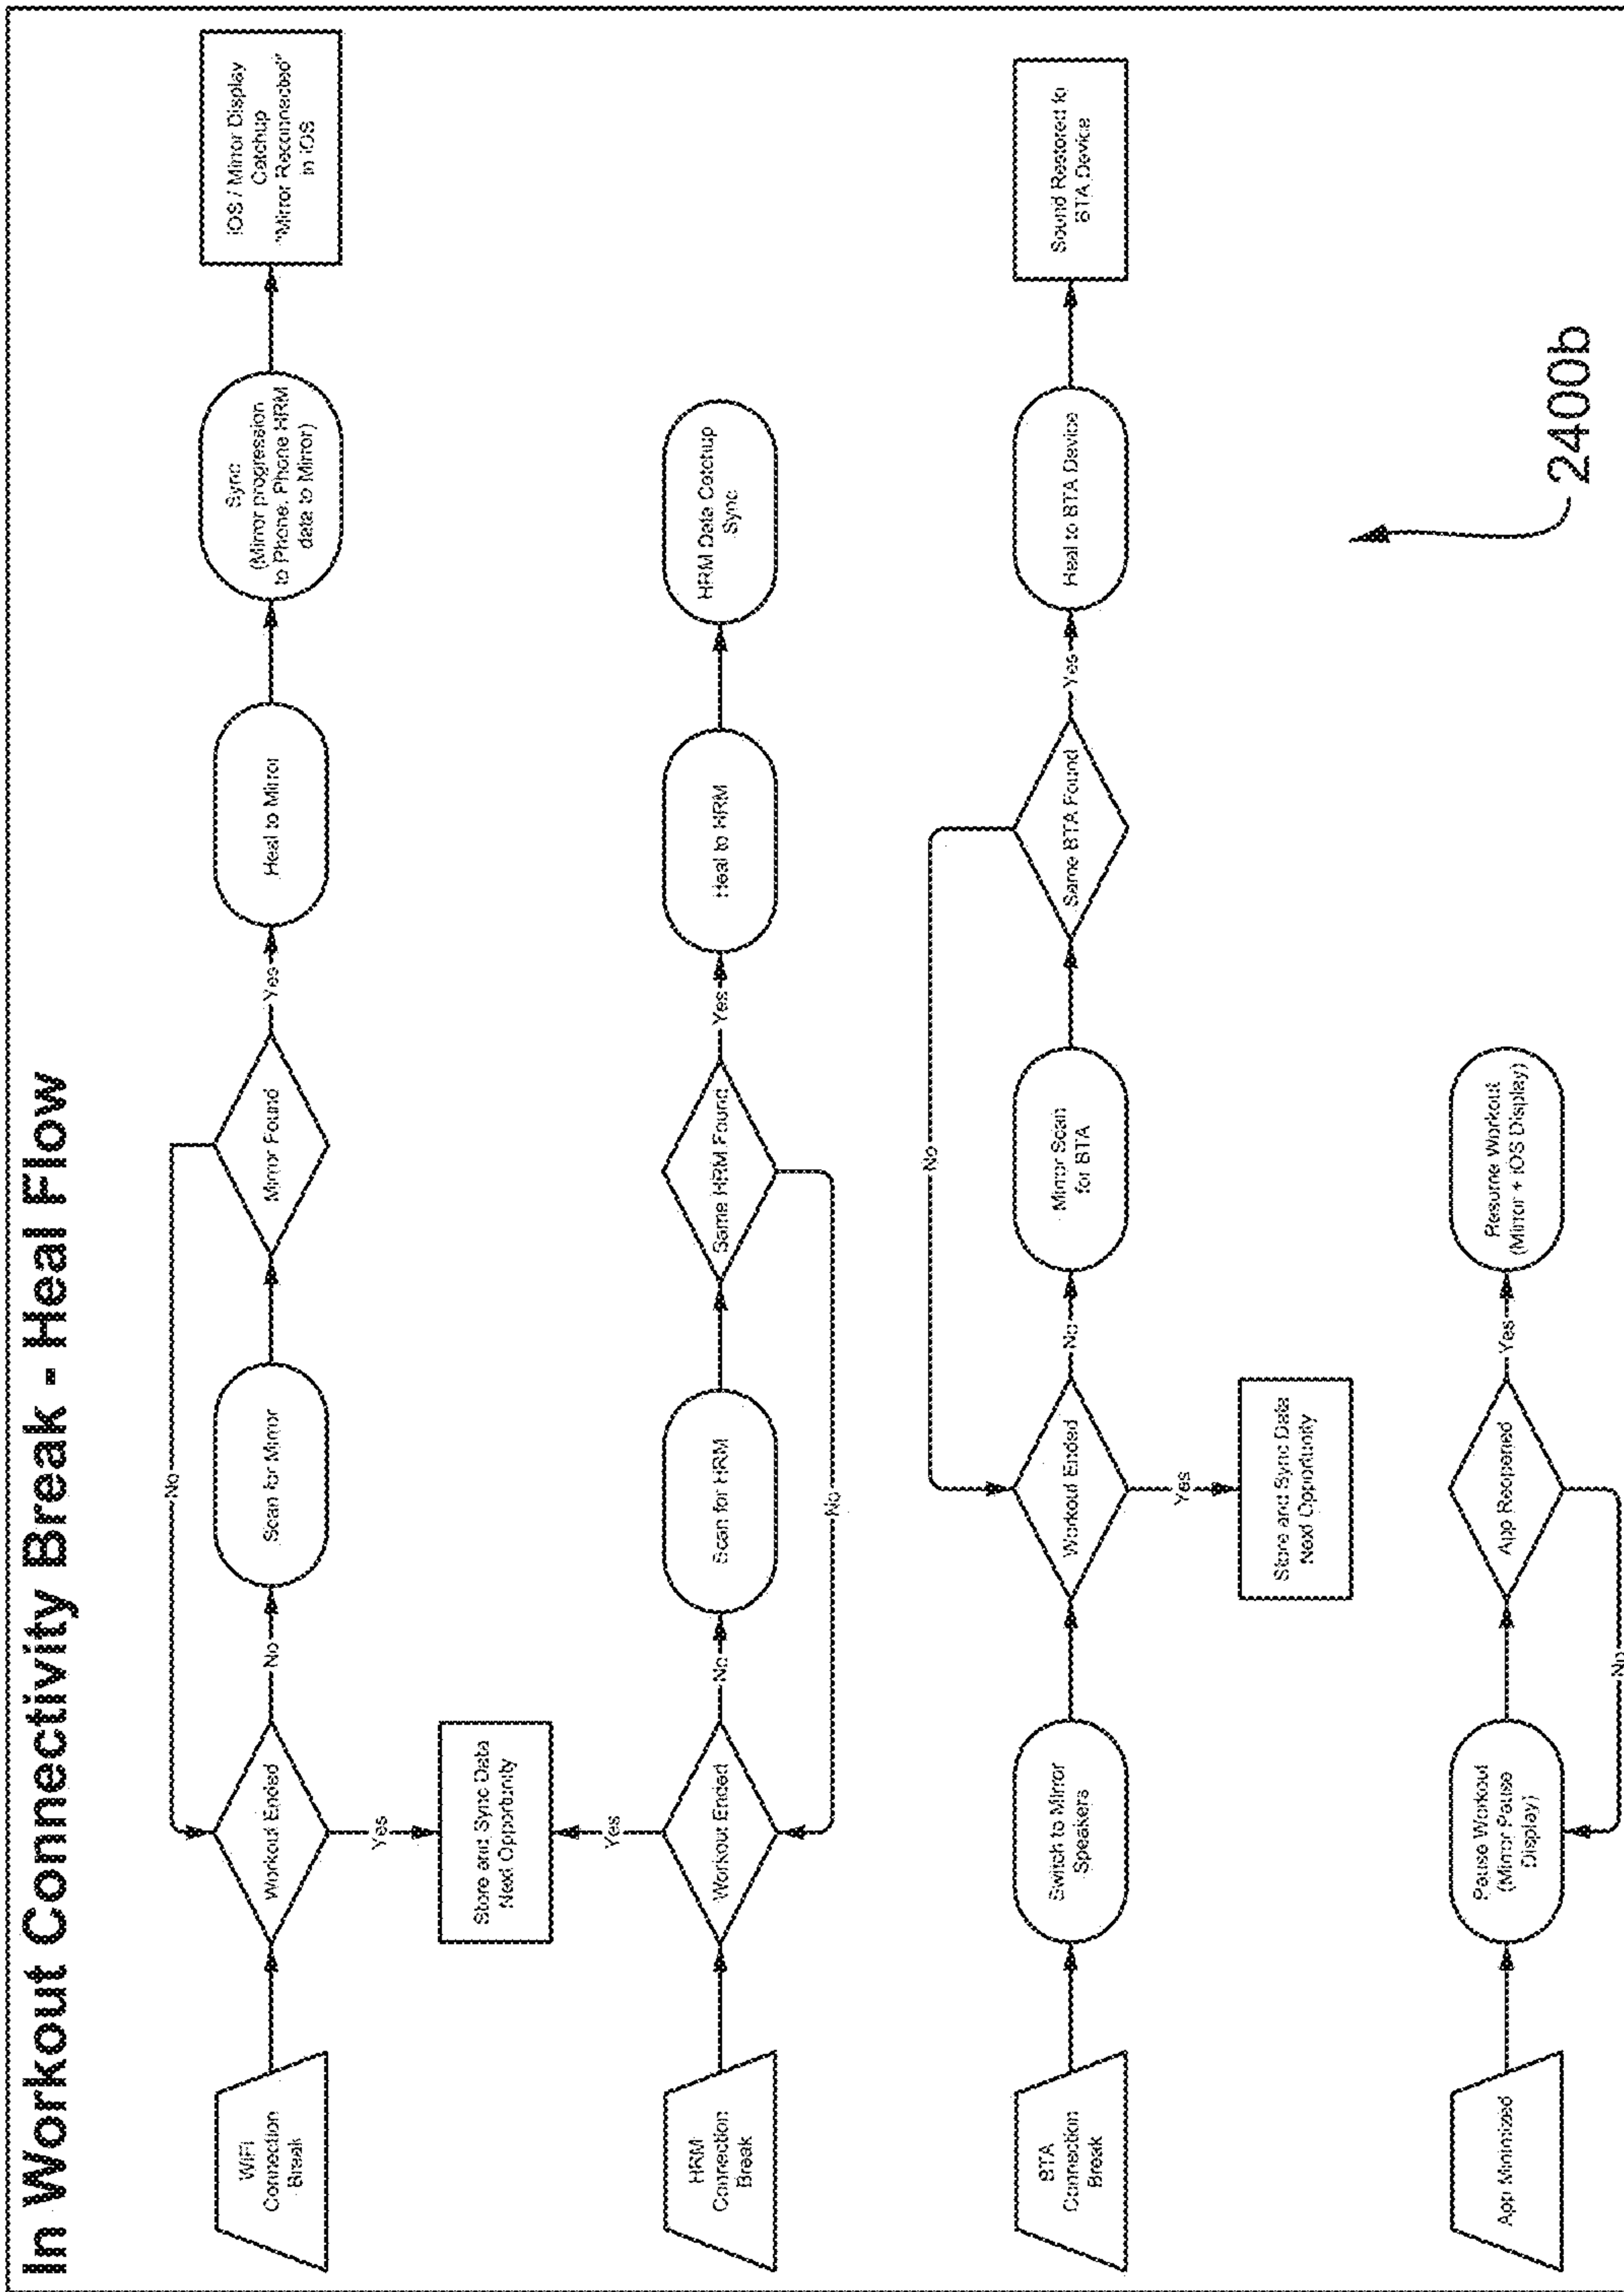 In Workout Connectivity Break - Heal Flow
WiFi
Connection
Break
Workout Ended
No
Scan for Mirror
Mirror Found
No
Yes
Heal to Mirror
Sync
(Mirror progression
to Phone, Phone HRM
data to Mirror)
iOS / Mirror Display
Catchup
"Mirror Reconnected"
in iOS
Yes
Store and Sync Data
Next Opportunity
Yes
HRM
Connection
Break
Workout Ended
No
Scan for HRM
Same HRM Found
No
Yes
Heal to HRM
HRM Data Catchup
Sync
BTA
Connection
Break
Switch to Mirror
Speakers
Workout Ended
No
Mirror Scan
for BTA
Same BTA Found
No
Yes
Heal to BTA Device
Sound Restored to
BTA Device
Yes
Store and Sync Data
Next Opportunity
App Minimized
Pause Workout
(Mirror Pause
Display)
App Reopened
No
Yes
Resume Workout
(Mirror + iOS Display)
2400b